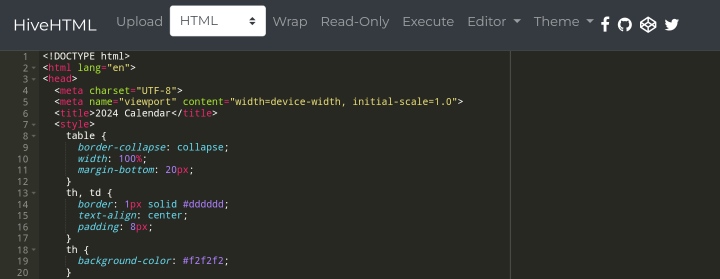 HiveHTML Upload HTML Wrap Read-Only Execute Editor Theme
1 <!DOCTYPE html>
2 <html lang="en">
3 <head>
4 <meta charset="UTF-8">
5 <meta name="viewport" content="width=device-width, initial-scale=1.0">
6 <title>2024 Calendar</title>
7 <style>
8 table {
9 border-collapse: collapse;
10 width: 100%;
11 margin-bottom: 20px;
12 }
13 th, td {
14 border: 1px solid #dddddd;
15 text-align: center;
16 padding: 8px;
17 }
18 th {
19 background-color: #f2f2f2;
20 }